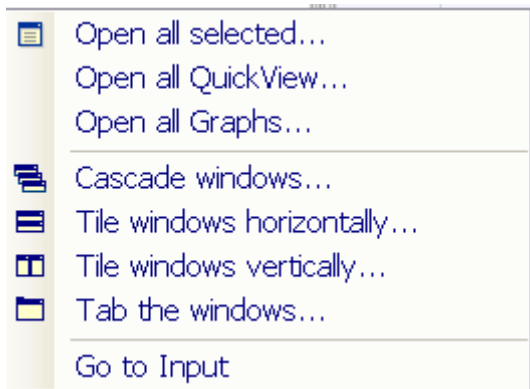 Open all selected...
Open all QuickView...
Open all Graphs...
Cascade windows...
Tile windows horizontally...
Tile windows vertically...
Tab the windows...
Go to Input